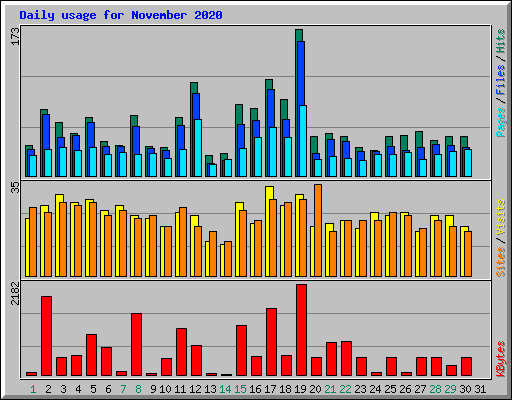 Daily usage for November 2020
173
Pages / Files / Hits
35
Sites / Visits
2182
KBytes
1 2 3 4 5 6 7 8 9 10 11 12 13 14 15 16 17 18 19 20 21 22 23 24 25 26 27 28 29 30 31